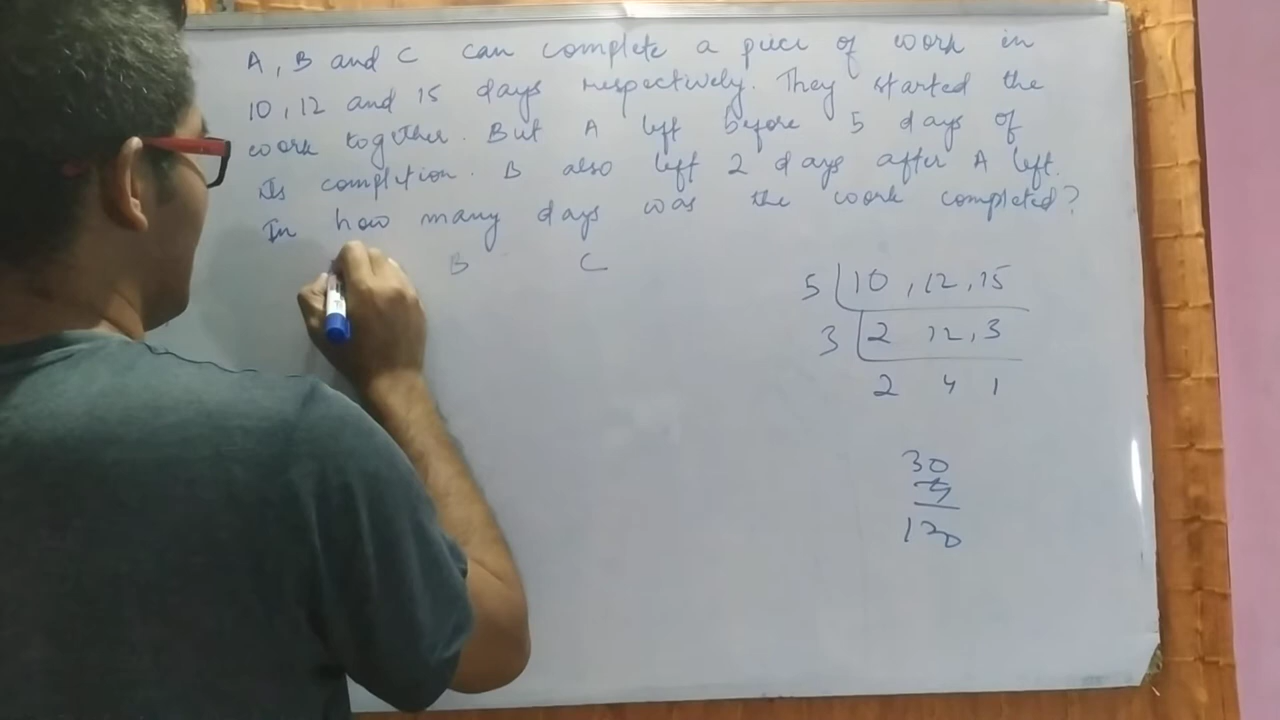 A, B and C can complete a piece of work in
10, 12 and 15 days respectively. They started the
work together. But A left before 5 days of
its completion. B also left 2 days after A left.
In how many days was the work completed?
B C
5 10, 12, 15
3 2 12, 3
2 4 1
30
120